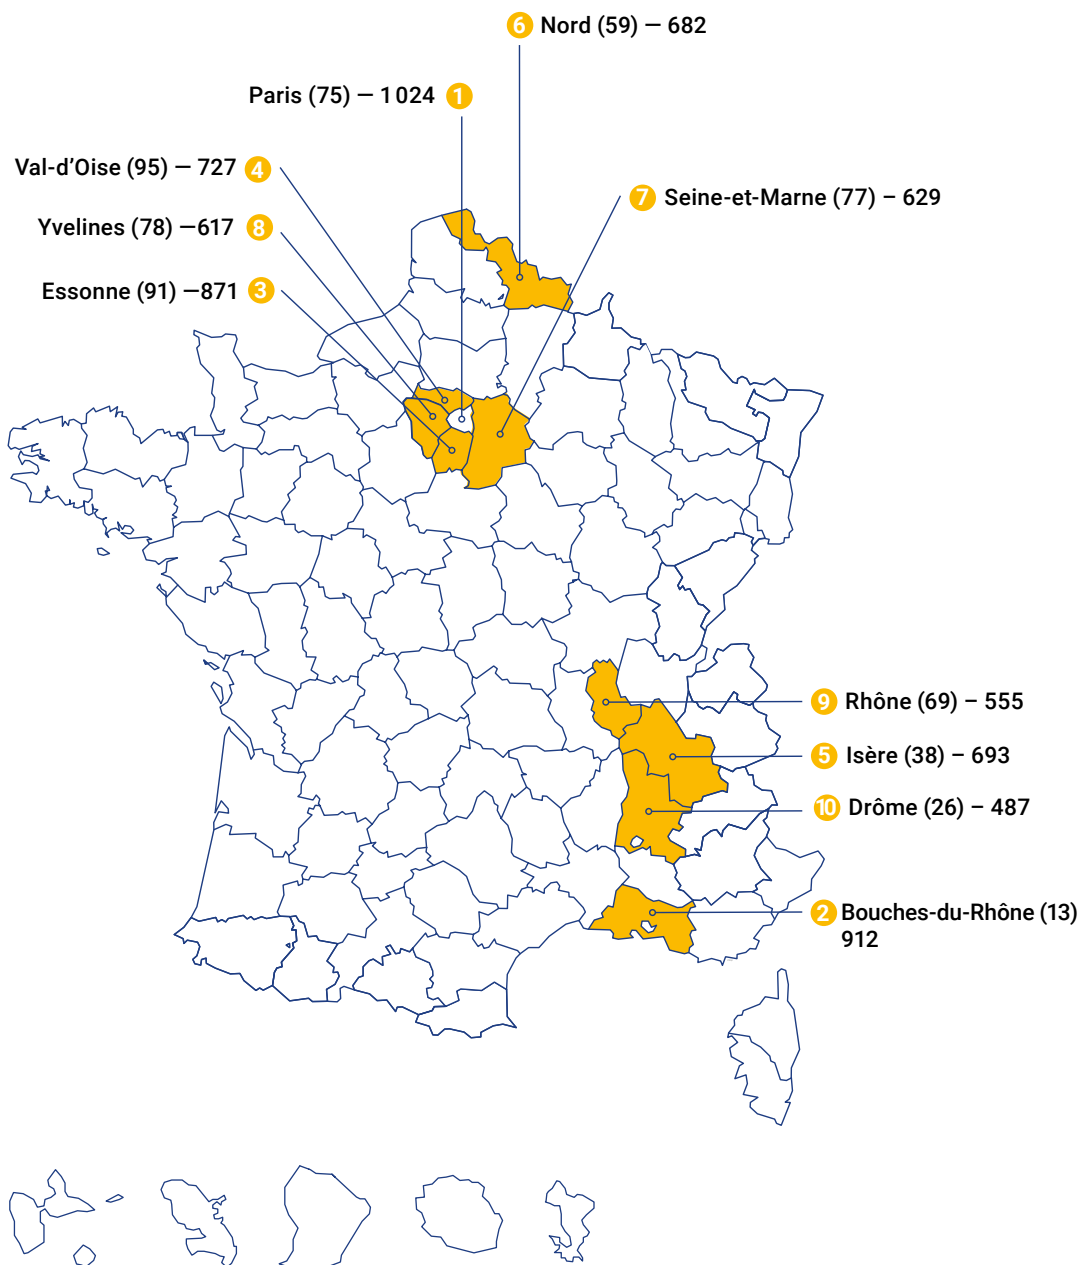 6 Nord (59) — 682
Paris (75) — 1 024 1
Val-d’Oise (95) — 727 4
7 Seine-et-Marne (77) – 629
Yvelines (78) —617 8
Essonne (91) —871 3
9 Rhône (69) – 555
5 Isère (38) – 693
10 Drôme (26) – 487
2 Bouches-du-Rhône (13)
912